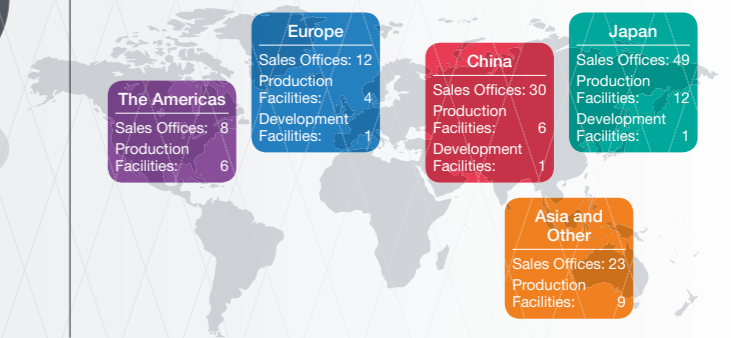 The Americas
Sales Offices: 8
Production
Facilities: 6
Europe
Sales Offices: 12
Production
Facilities: 4
Development
Facilities: 1
China
Sales Offices: 30
Production
Facilities: 6
Development
Facilities: 1
Japan
Sales Offices: 49
Production
Facilities: 12
Development
Facilities: 1
Asia and
Other
Sales Offices: 23
Production
Facilities: 9